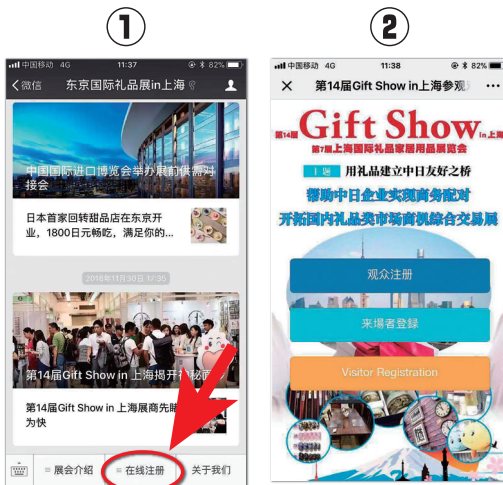 ①
中国移动 4G 11:37 82%
微信 东京国际礼品展in上海
中国国际进口博览会举办展前供需对
接会
日本首家回转甜品店在东京开
业，1800日元畅吃，满足你的...
2018年11月30日 17:35
第14届Gift Show in 上海揭开神秘面
第14届Gift Show in 上海展商先睹
为快
展会介绍 在线注册 关于我们
②
中国移动 4G 11:38 82%
第14届Gift Show in上海参观 ...
第14届 Gift Show in 上海
第7届上海国际礼品家居用品展览会
主题 用礼品建立中日友好之桥
帮助中日企业实现商务配对
开拓国内礼品类市场商机综合交易展
观众注册
来場者登録
Visitor Registration